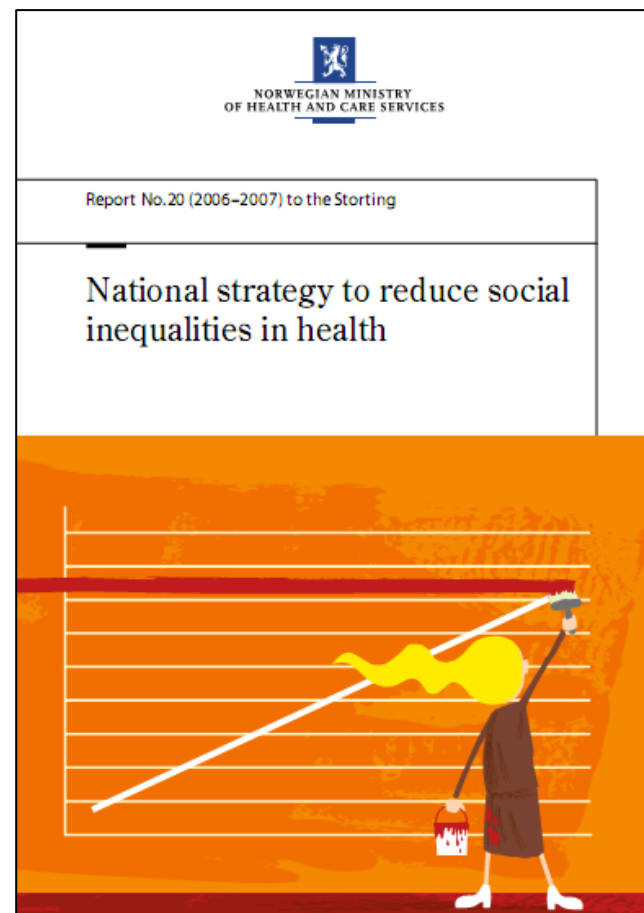 NORWEGIAN MINISTRY
OF HEALTH AND CARE SERVICES
Report No.20 (2006–2007) to the Storting
National strategy to reduce social
inequalities in health